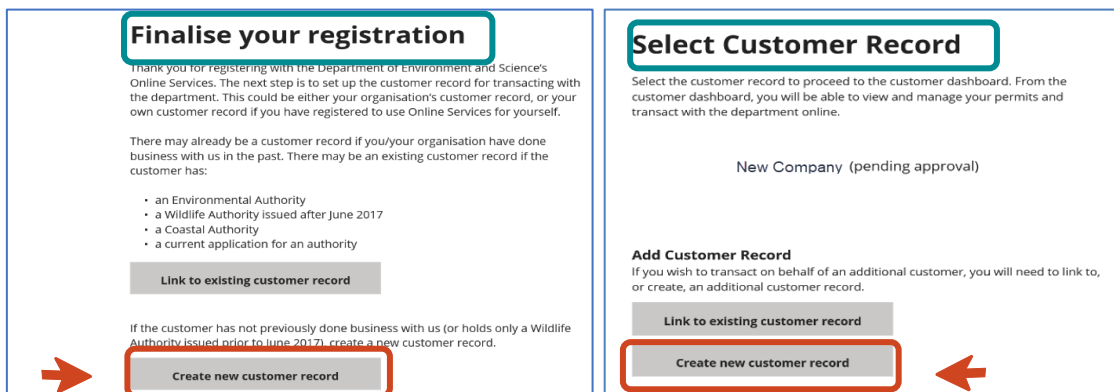 Finalise your registration
Thank you for registering with the Department of Environment and Science's
Online Services. The next step is to set up the customer record for transacting with
the department. This could be either your organisation's customer record, or your
own customer record if you have registered to use Online Services for yourself.
There may already be a customer record if you/your organisation have done
business with us in the past. There may be an existing customer record if the
customer has:
• an Environmental Authority
• a Wildlife Authority issued after June 2017
• a Coastal Authority
• a current application for an authority
Link to existing customer record
If the customer has not previously done business with us (or holds only a Wildlife
Authority issued prior to June 2017), create a new customer record.
Create new customer record
Select Customer Record
Select the customer record to proceed to the customer dashboard. From the
customer dashboard, you will be able to view and manage your permits and
transact with the department online.
New Company (pending approval)
Add Customer Record
If you wish to transact on behalf of an additional customer, you will need to link to,
or create, an additional customer record.
Link to existing customer record
Create new customer record